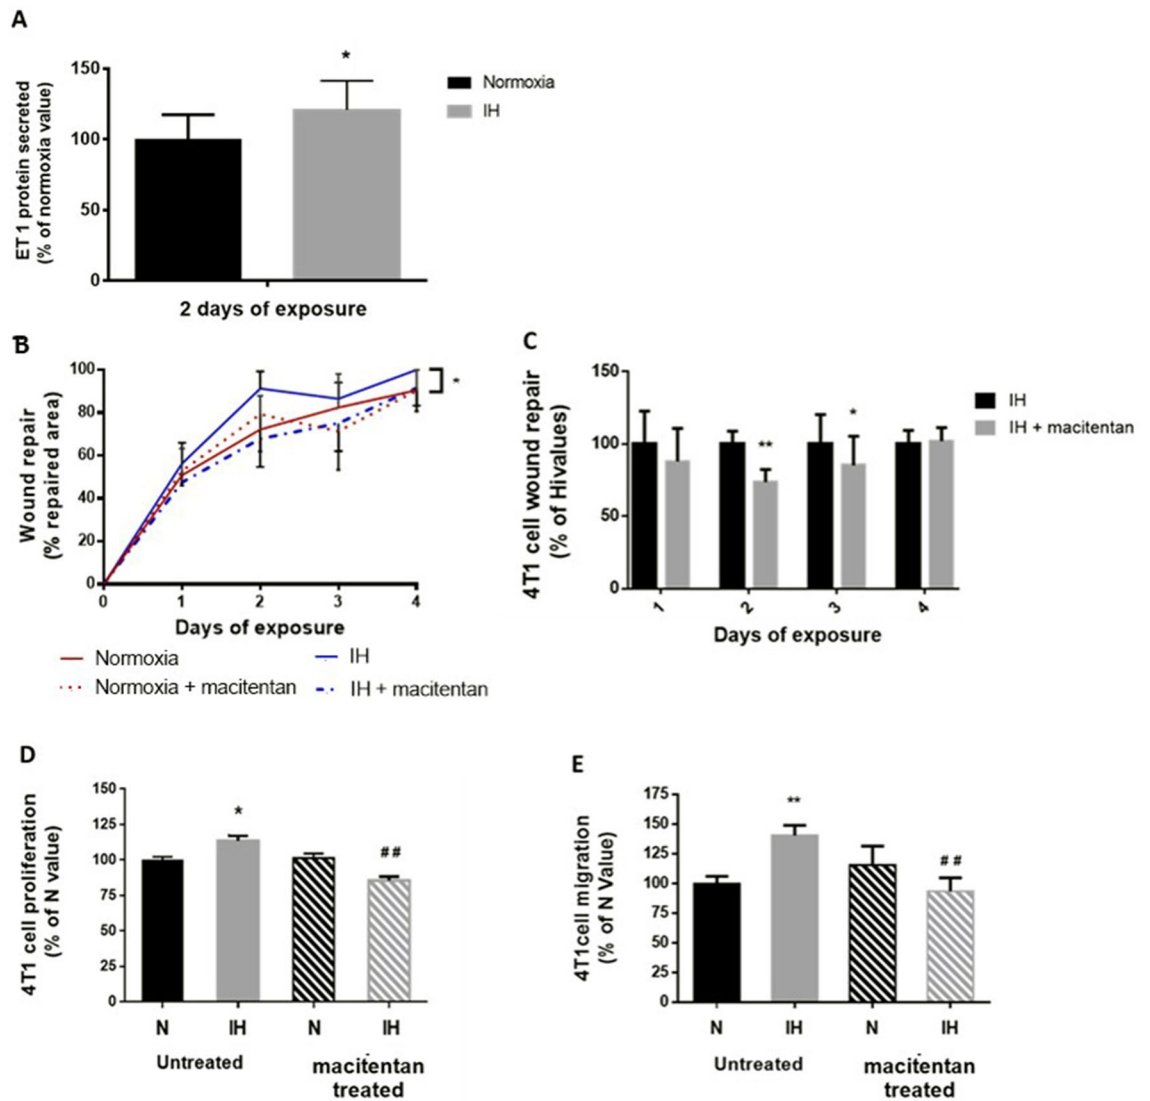 A
ET1 protein secreted
(% of normoxia value)
150
100
50
0
*
Normoxia
IH
2 days of exposure
B
Wound repair
(% repaired area)
100
80
60
40
20
0
*
0 1 2 3 4
Days of exposure
Normoxia
IH
Normoxia + macitentan
IH + macitentan
C
4T1 cell wound repair
(% of Hivalues)
150
100
50
0
**
*
IH
IH + macitentan
1 2 3 4
Days of exposure
D
4T1 cell proliferation
(% of N value)
150
125
100
75
50
25
0
*
##
N IH N IH
Untreated
macitentan
treated
E
4T1cell migration
(% of N Value)
175
150
125
100
75
50
25
0
**
##
N IH N IH
Untreated
macitentan
treated